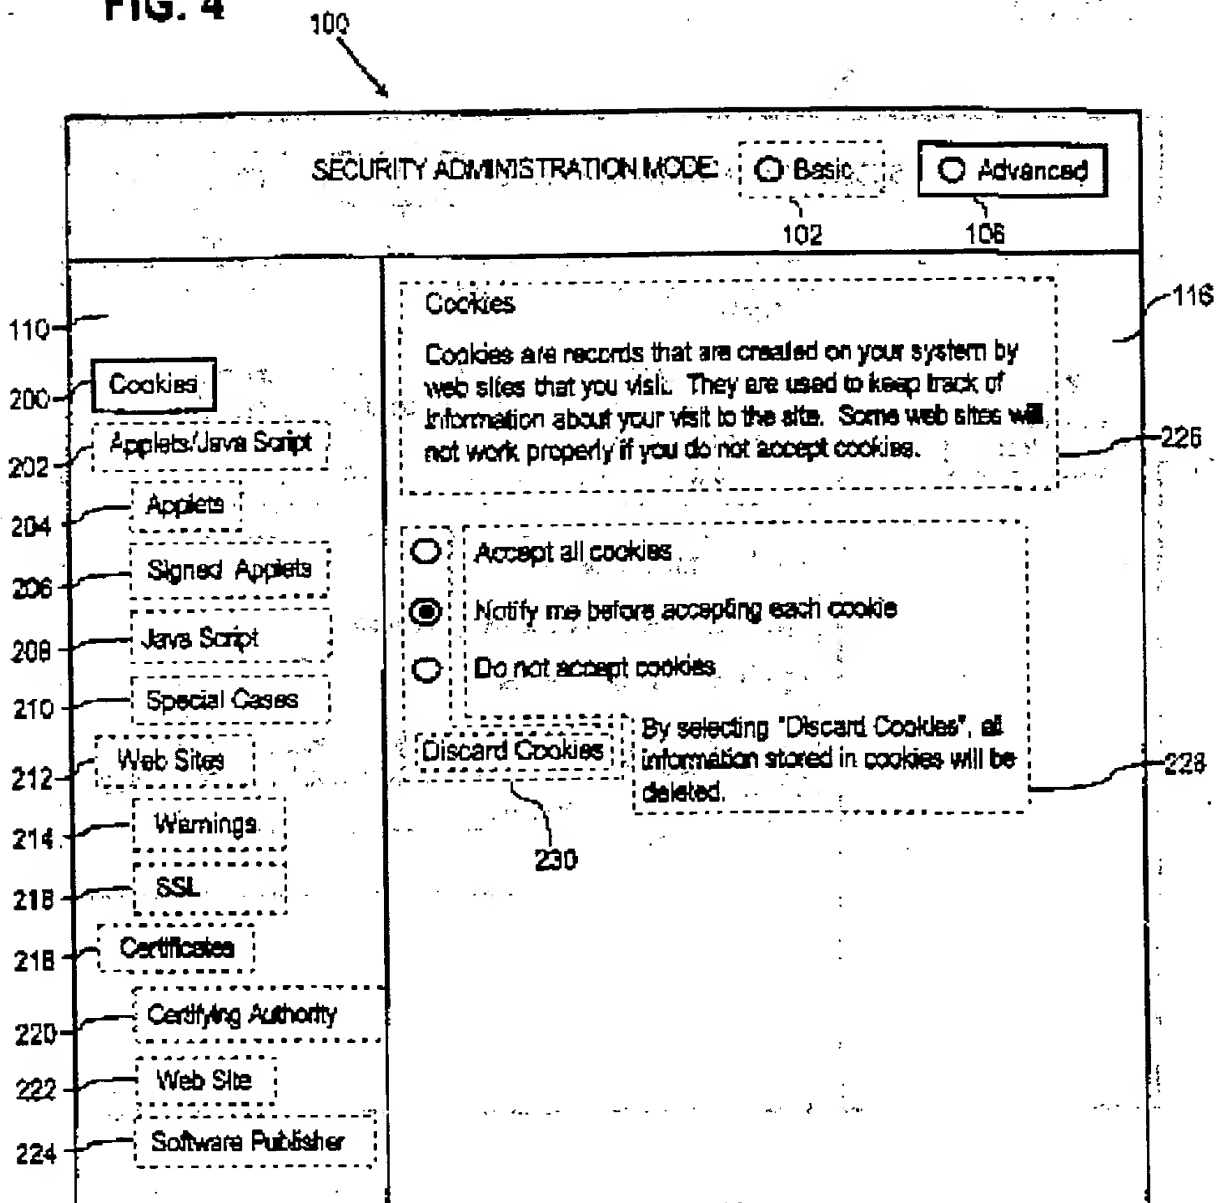 FIG. 4
100
SECURITY ADMINISTRATION MODE: Basic Advanced
102 106
110
116
Cookies
Cookies are records that are created on your system by
web sites that you visit. They are used to keep track of
information about your visit to the site. Some web sites will
not work properly if you do not accept cookies.
226
200 Cookies
202 Applets/Java Script
204 Applets
206 Signed Applets
208 Java Script
210 Special Cases
212 Web Sites
214 Warnings
216 SSL
218 Certificates
220 Certifying Authority
222 Web Site
224 Software Publisher
Accept all cookies
Notify me before accepting each cookie
Do not accept cookies
Discard Cookies
By selecting "Discard Cookies", all
information stored in cookies will be
deleted.
228
230